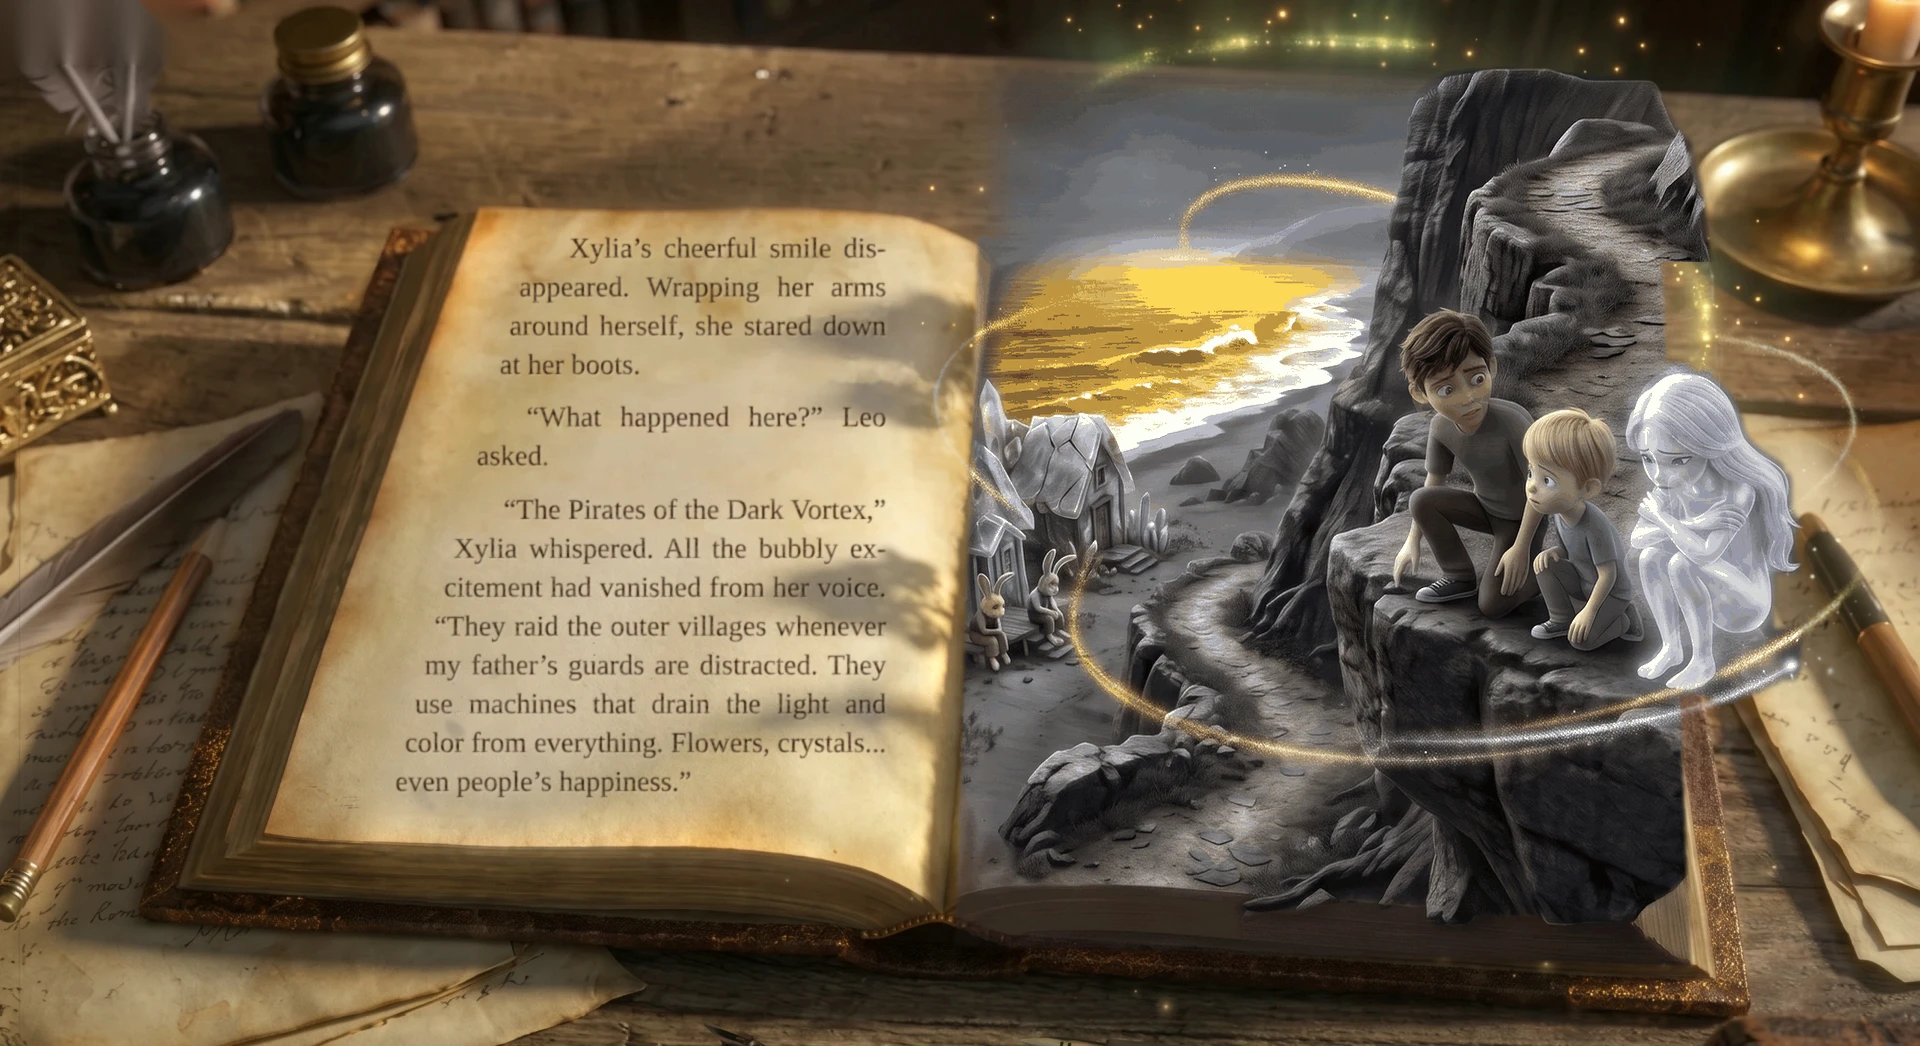 Xylia’s cheerful smile dis-
appeared. Wrapping her arms
around herself, she stared down
at her boots.
“What happened here?” Leo
asked.
“The Pirates of the Dark Vortex,”
Xylia whispered. All the bubbly ex-
citement had vanished from her voice.
“They raid the outer villages whenever
my father’s guards are distracted. They
use machines that drain the light and
color from everything. Flowers, crystals...
even people’s happiness.”